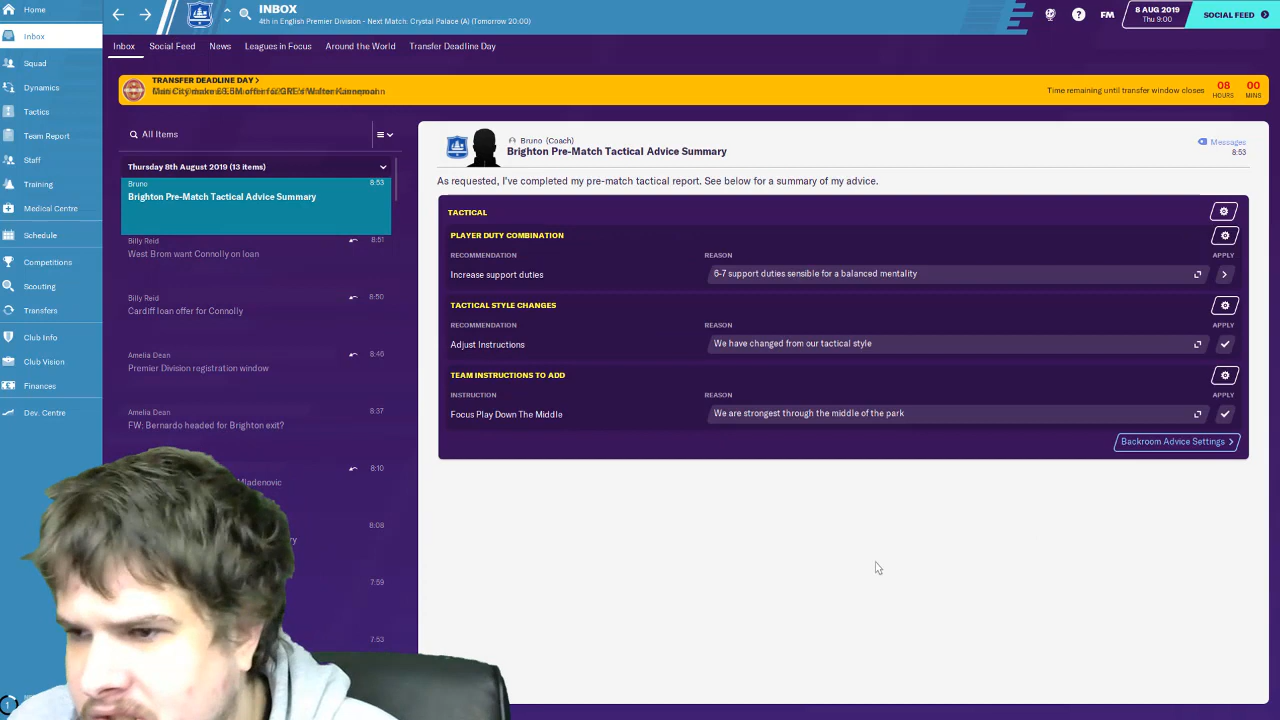 Home
INBOX
4th in English Premier Division - Next Match: Crystal Palace (A) (Tomorrow 20:00)
FM
8 AUG 2019
Thu 9:00
SOCIAL FEED
Inbox
Squad
Dynamics
Tactics
Team Report
Staff
Training
Medical Centre
Schedule
Competitions
Scouting
Transfers
Club Info
Club Vision
Finances
Dev. Centre
1
Inbox Social Feed News Leagues in Focus Around the World Transfer Deadline Day
TRANSFER DEADLINE DAY >
Time remaining until transfer window closes
08 00
HOURS MINS
All Items
Thursday 8th August 2019 (13 items)
Bruno 8:53
Brighton Pre-Match Tactical Advice Summary
Billy Reid 8:51
West Brom want Connolly on loan
Billy Reid 8:50
Cardiff loan offer for Connolly
Amelia Dean 8:46
Premier Division registration window
Amelia Dean 8:37
FW: Bernardo headed for Brighton exit?
8:10
Mladenovic
8:08
ry
7:59
7:53
Bruno (Coach)
Brighton Pre-Match Tactical Advice Summary
Messages
8:53
As requested, I've completed my pre-match tactical report. See below for a summary of my advice.
TACTICAL
PLAYER DUTY COMBINATION
RECOMMENDATION REASON APPLY
Increase support duties 6-7 support duties sensible for a balanced mentality
TACTICAL STYLE CHANGES
RECOMMENDATION REASON APPLY
Adjust Instructions We have changed from our tactical style
TEAM INSTRUCTIONS TO ADD
INSTRUCTION REASON APPLY
Focus Play Down The Middle We are strongest through the middle of the park
Backroom Advice Settings >